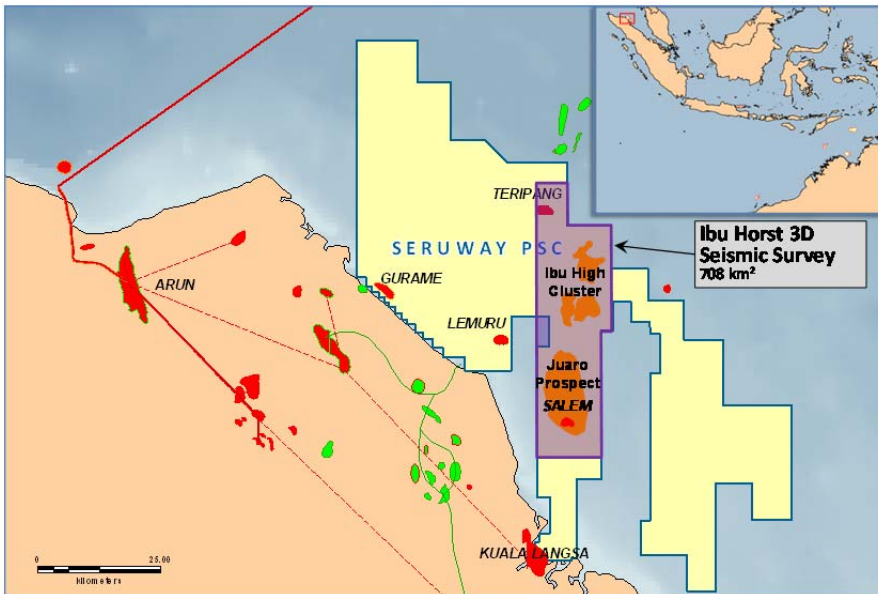 TERIPANG
SERUWAY PSC
Ibu Horst 3D
Seismic Survey
708 km²
Ibu High
Cluster
ARUN
GURAME
LEMURU
Juaro
Prospect
SALEM
KUALA LANGSA
0 25.00
kilometers